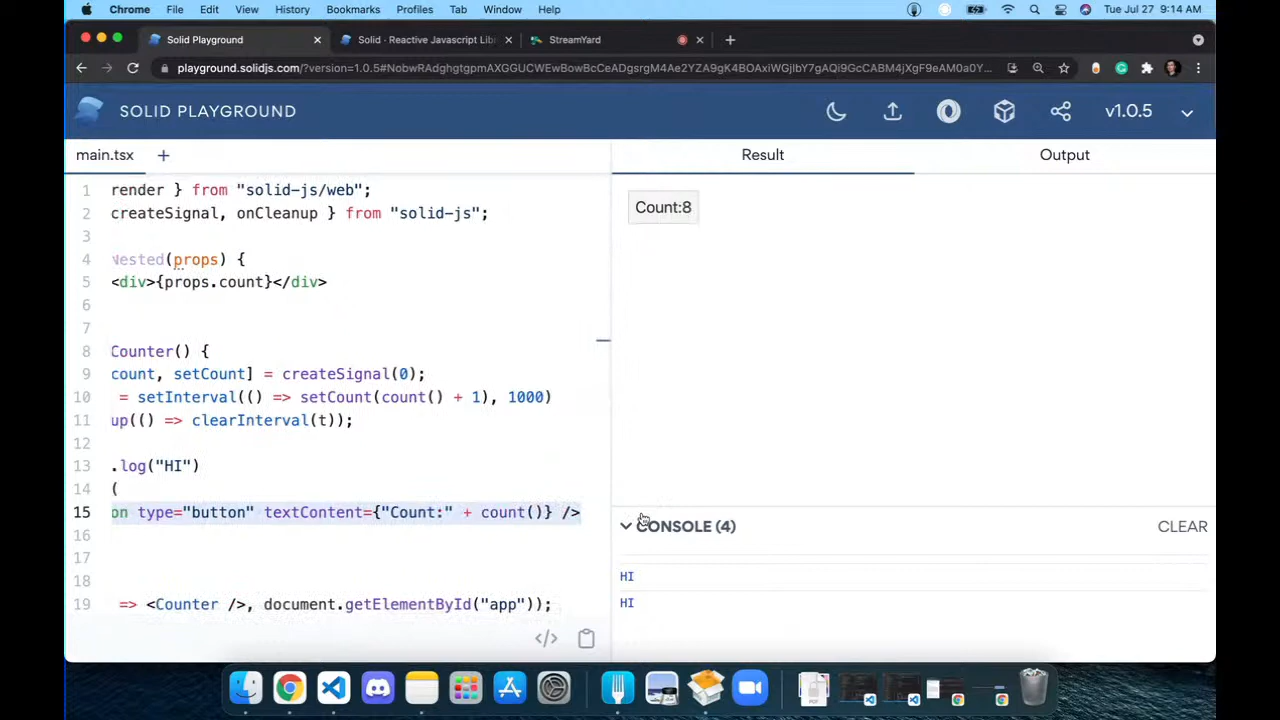 Chrome File Edit View History Bookmarks Profiles Tab Window Help Tue Jul 27 9:14 AM
Solid Playground Solid - Reactive Javascript Lib StreamYard
playground.solidjs.com/?version=1.0.5#
SOLID PLAYGROUND v1.0.5
main.tsx Result Output
1 render } from "solid-js/web";
2 createSignal, onCleanup } from "solid-js";
3
4 Nested(props) {
5 <div>{props.count}</div>
6
7
8 Counter() {
9 count, setCount] = createSignal(0);
10 = setInterval(() => setCount(count() + 1), 1000)
11 up(() => clearInterval(t));
12
13 .log("HI")
14 (
15 on type="button" textContent={"Count:" + count()} />
16
17
18
19 => <Counter />, document.getElementById("app"));
Count:8
CONSOLE (4) CLEAR
HI
HI